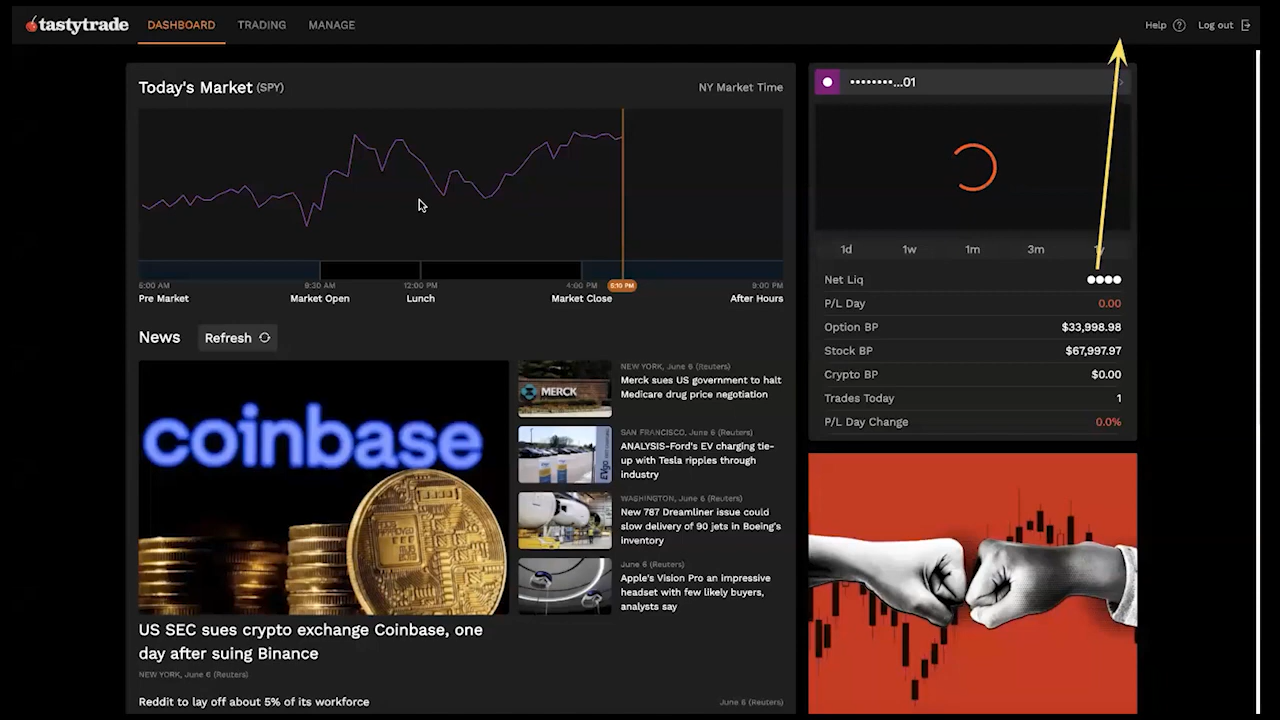 tastytrade
DASHBOARD
TRADING
MANAGE
Help ?
Log out
Today's Market (SPY)
NY Market Time
5:10 PM
9:30 AM
12:00 PM
4:00 PM
9:00 PM
Pre Market
Market Open
Lunch
Market Close
After Hours
News
Refresh
coinbase
US SEC sues crypto exchange Coinbase, one
day after suing Binance
NEW YORK, June 6 (Reuters)
Reddit to lay off about 5% of its workforce
June 6 (Reuters)
MERCK
NEW YORK, June 6 (Reuters)
Merck sues US government to halt
Medicare drug price negotiation
EVgo
SAN FRANCISCO, June 6 (Reuters)
ANALYSIS-Ford's EV charging tie-
up with Tesla ripples through
industry
WASHINGTON, June 6 (Reuters)
New 787 Dreamliner issue could
slow delivery of 90 jets in Boeing's
inventory
June 6 (Reuters)
Apple's Vision Pro an impressive
headset with few likely buyers,
analysts say
••••••••...01
1d
1w
1m
3m
1y
Net Liq ●●●●
P/L Day 0.00
Option BP $33,998.98
Stock BP $67,997.97
Crypto BP $0.00
Trades Today 1
P/L Day Change 0.0%